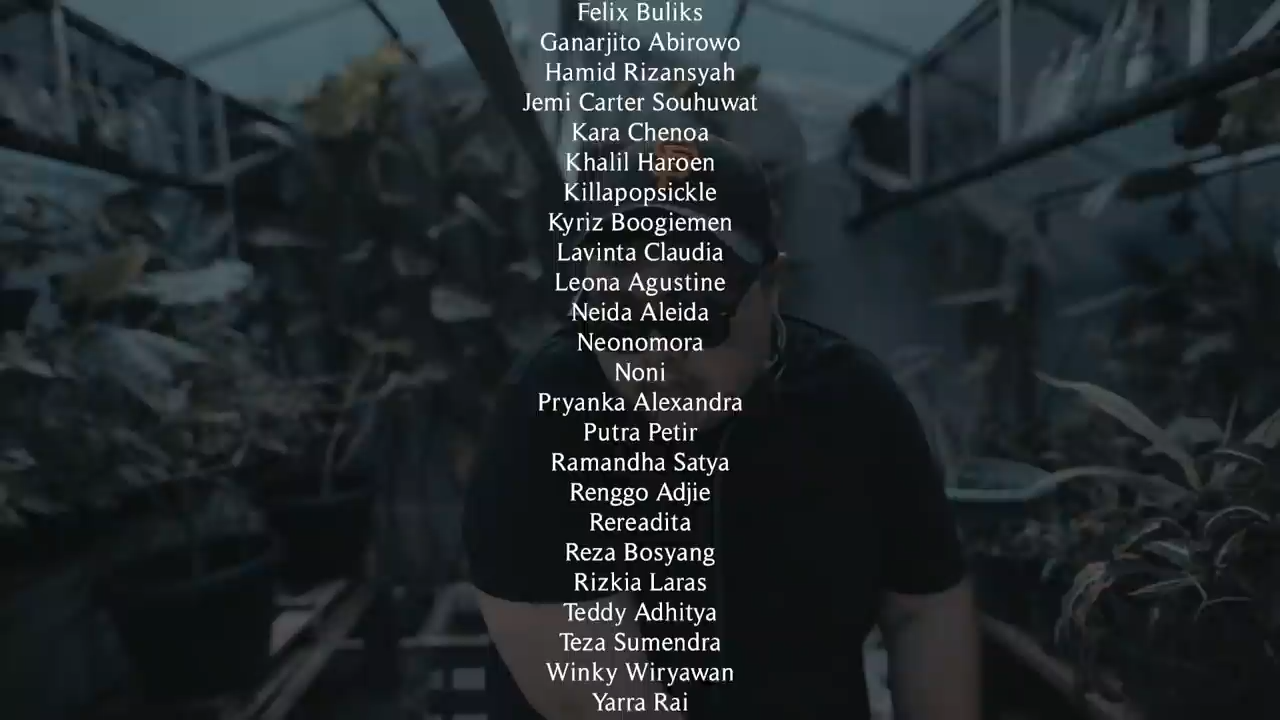 Felix Buliks
Ganarjito Abirowo
Hamid Rizansyah
Jemi Carter Souhuwat
Kara Chenoa
Khalil Haroen
Killapopsickle
Kyriz Boogiemen
Lavinta Claudia
Leona Agustine
Neida Aleida
Neonomora
Noni
Pryanka Alexandra
Putra Petir
Ramandha Satya
Renggo Adjie
Rereadita
Reza Bosyang
Rizkia Laras
Teddy Adhitya
Teza Sumendra
Winky Wiryawan
Yarra Rai